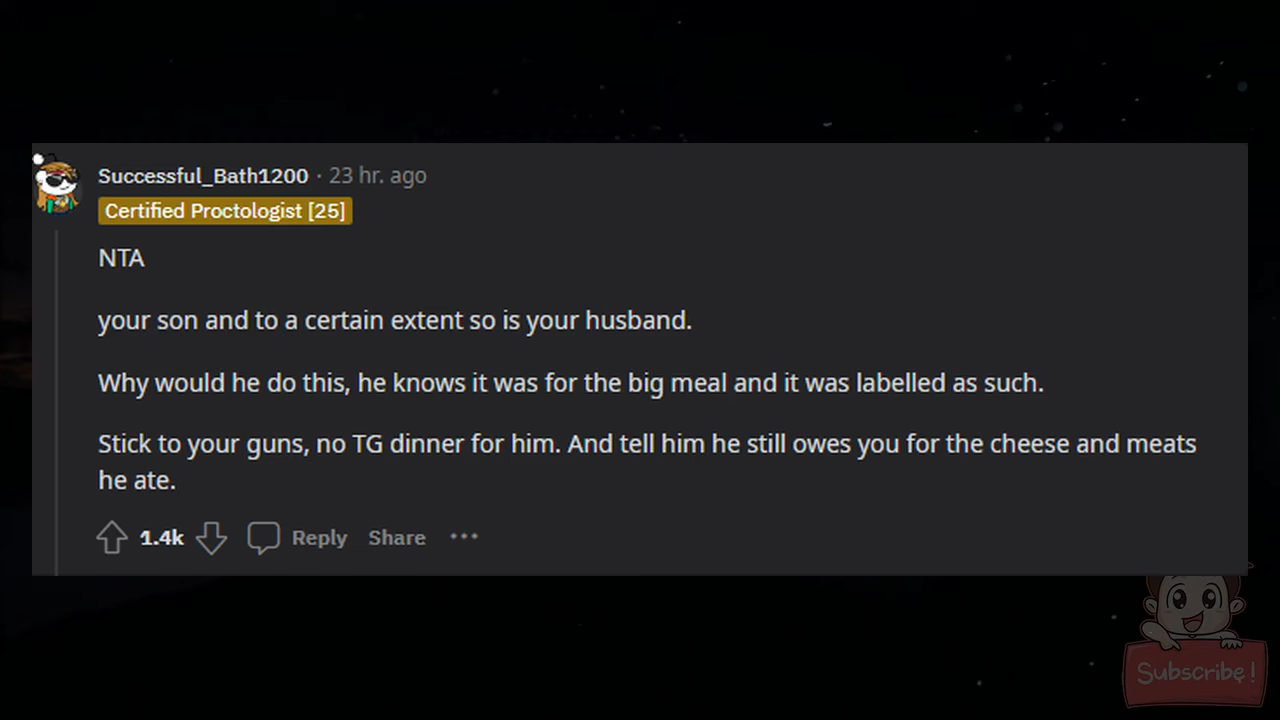 Successful_Bath1200 · 23 hr. ago
Certified Proctologist [25]
NTA
your son and to a certain extent so is your husband.
Why would he do this, he knows it was for the big meal and it was labelled as such.
Stick to your guns, no TG dinner for him. And tell him he still owes you for the cheese and meats
he ate.
1.4k Reply Share ···
Subscribe!